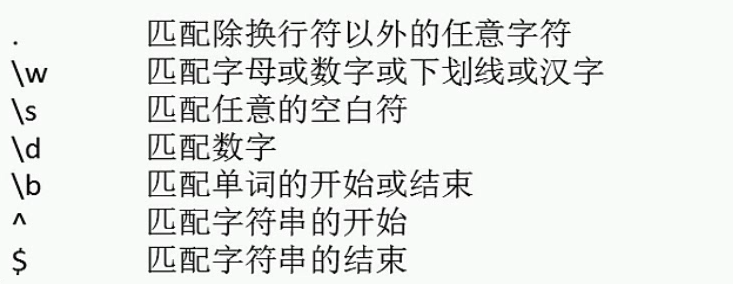 . 匹配除换行符以外的任意字符
\w 匹配字母或数字或下划线或汉字
\s 匹配任意的空白符
\d 匹配数字
\b 匹配单词的开始或结束
^ 匹配字符串的开始
$ 匹配字符串的结束